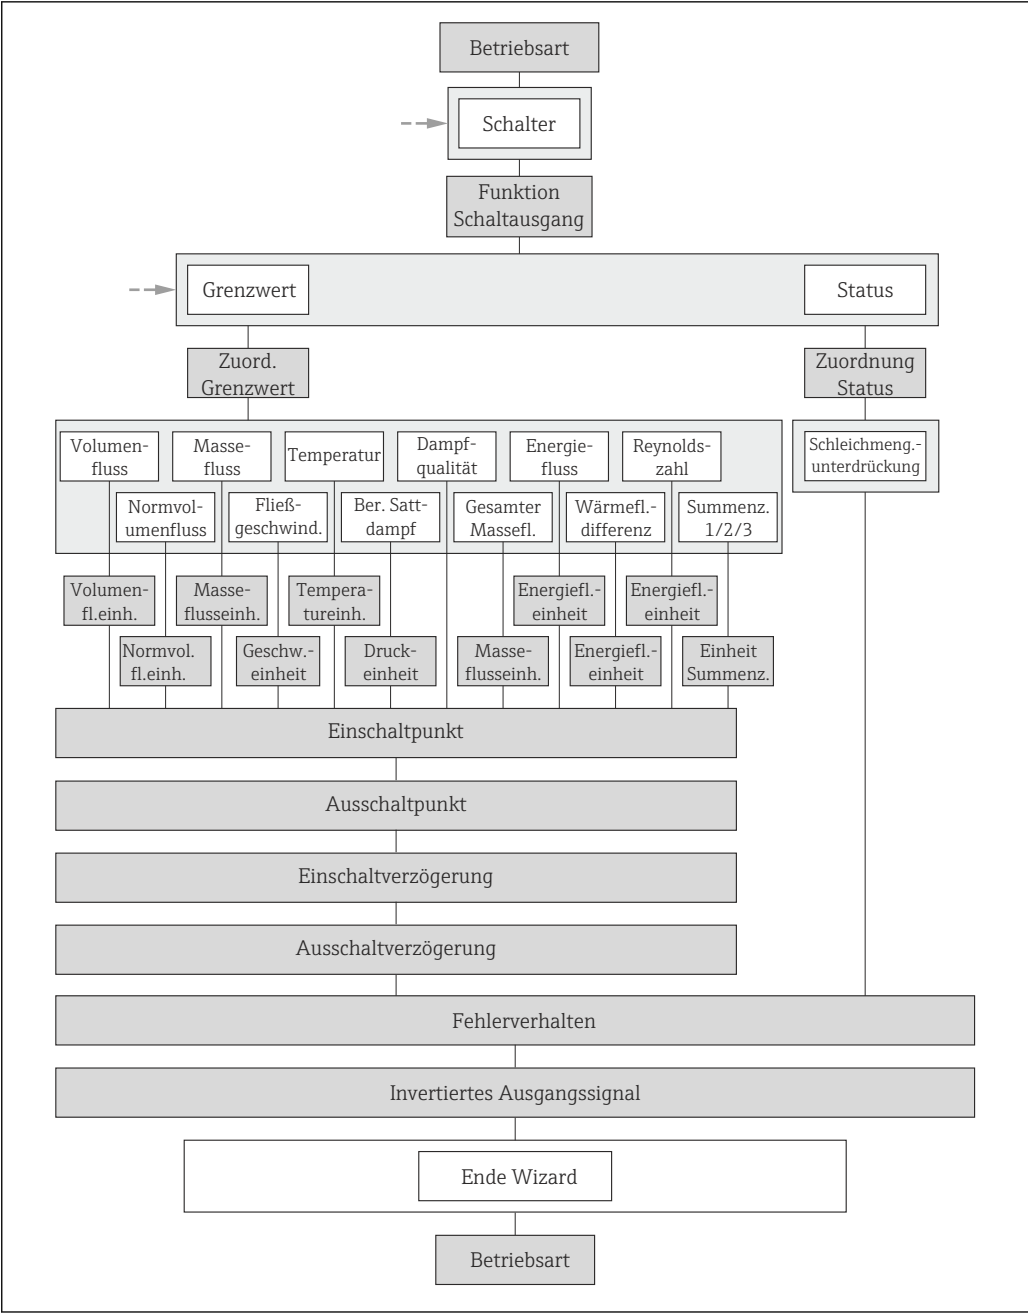 Betriebsart
Schalter
Funktion
Schaltausgang
Grenzwert
Status
Zuord.
Grenzwert
Zuordnung
Status
Volumen-
fluss
Masse-
fluss
Temperatur
Dampf-
qualität
Energie-
fluss
Reynolds-
zahl
Schleichmeng.-
unterdrückung
Normvol-
umenfluss
Fließ-
geschwind.
Ber. Satt-
dampf
Gesamter
Massefl.
Wärmefl.-
differenz
Summenz.
1/2/3
Volumen-
fl.einh.
Masse-
flusseinh.
Tempera-
tureinh.
Energiefl.-
einheit
Energiefl.-
einheit
Normvol.
fl.einh.
Geschw.-
einheit
Druck-
einheit
Masse-
flusseinh.
Energiefl.-
einheit
Einheit
Summenz.
Einschaltpunkt
Ausschaltpunkt
Einschaltverzögerung
Ausschaltverzögerung
Fehlerverhalten
Invertiertes Ausgangssignal
Ende Wizard
Betriebsart